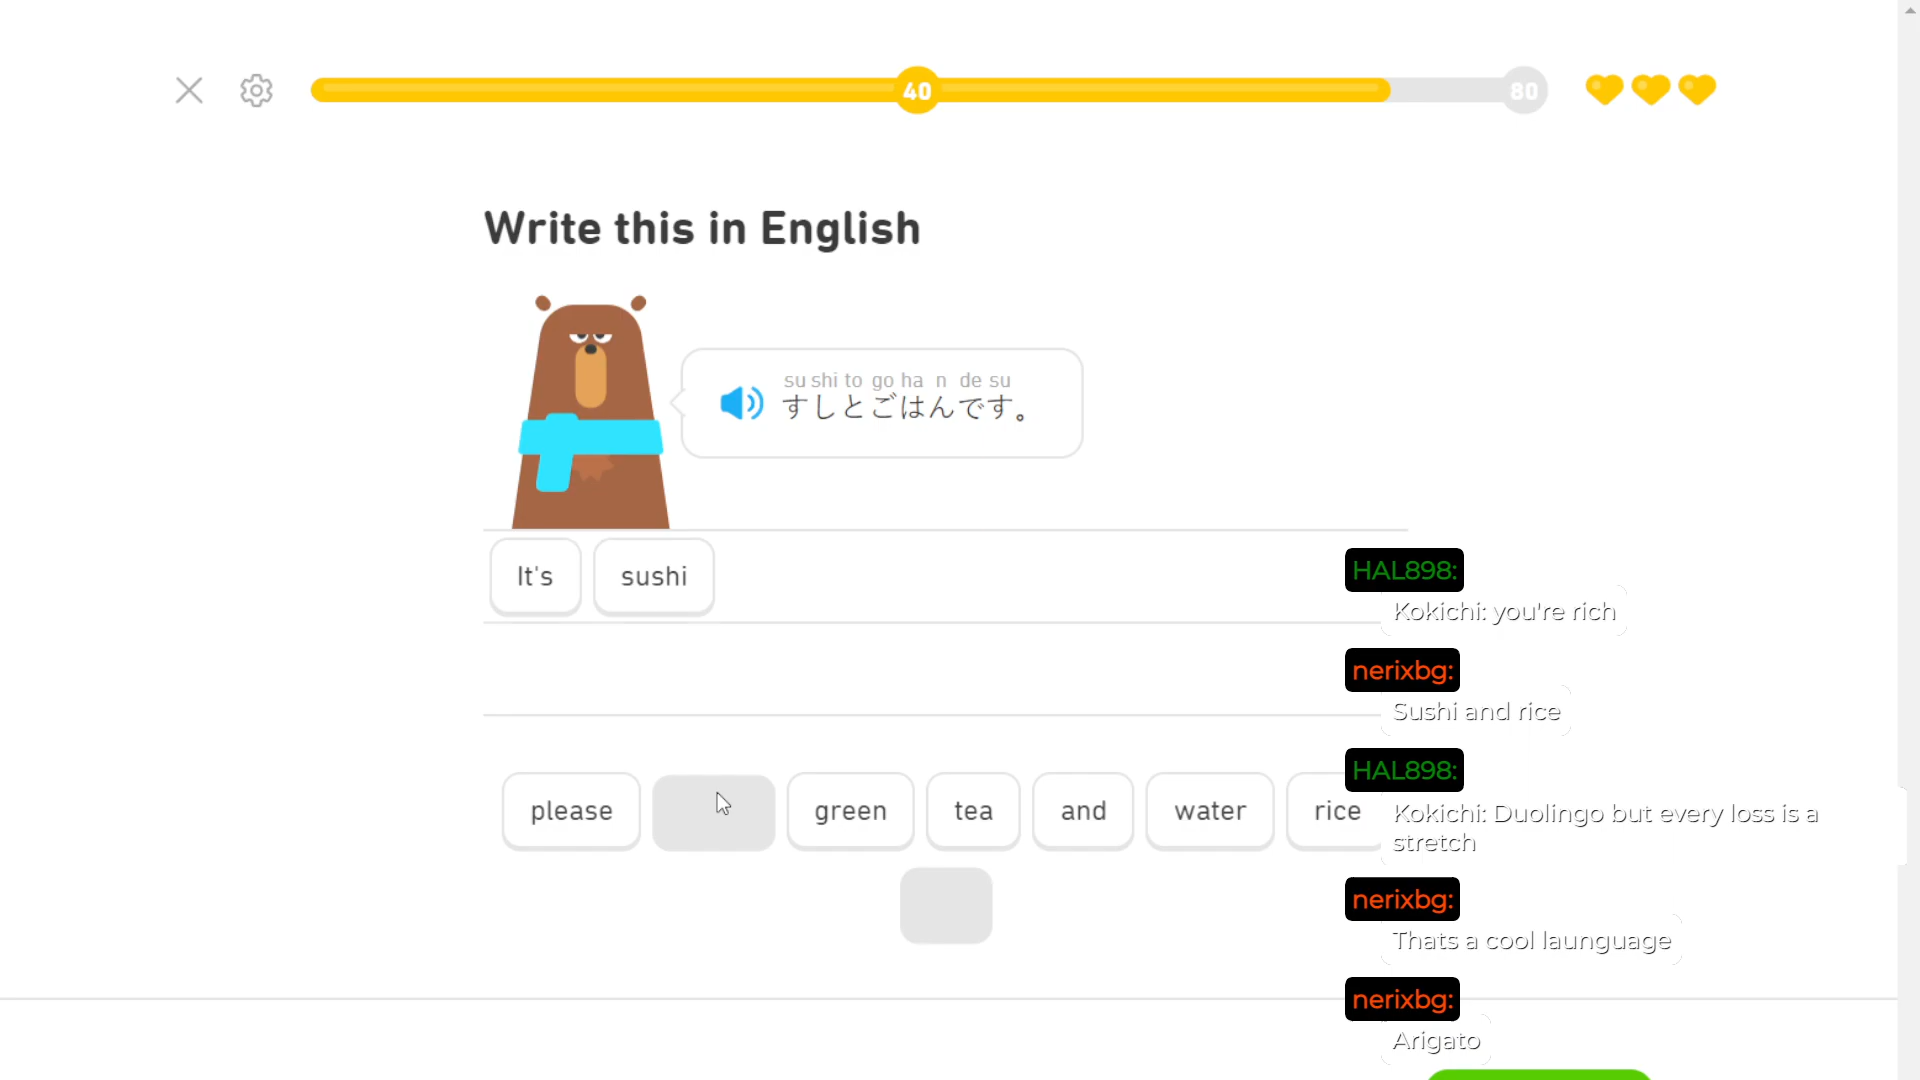 40
80
Write this in English
su shi to go ha n de su
すしとごはんです。
It's sushi
please green tea and water rice
HAL898:
Kokichi: you're rich
nerixbg:
Sushi and rice
HAL898:
Kokichi: Duolingo but every loss is a
stretch
nerixbg:
Thats a cool launguage
nerixbg:
Arigato